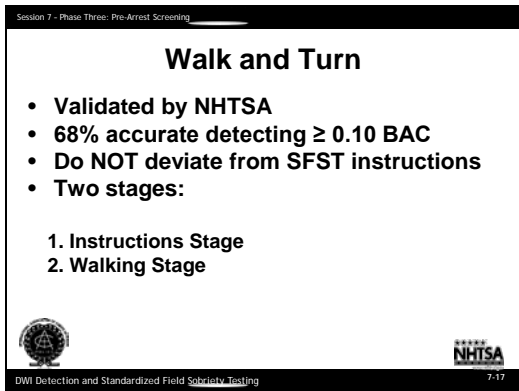 Session 7 - Phase Three: Pre-Arrest Screening
Walk and Turn
• Validated by NHTSA
• 68% accurate detecting ≥ 0.10 BAC
• Do NOT deviate from SFST instructions
• Two stages:
1. Instructions Stage
2. Walking Stage
NHTSA
DWI Detection and Standardized Field Sobriety Testing
7-17